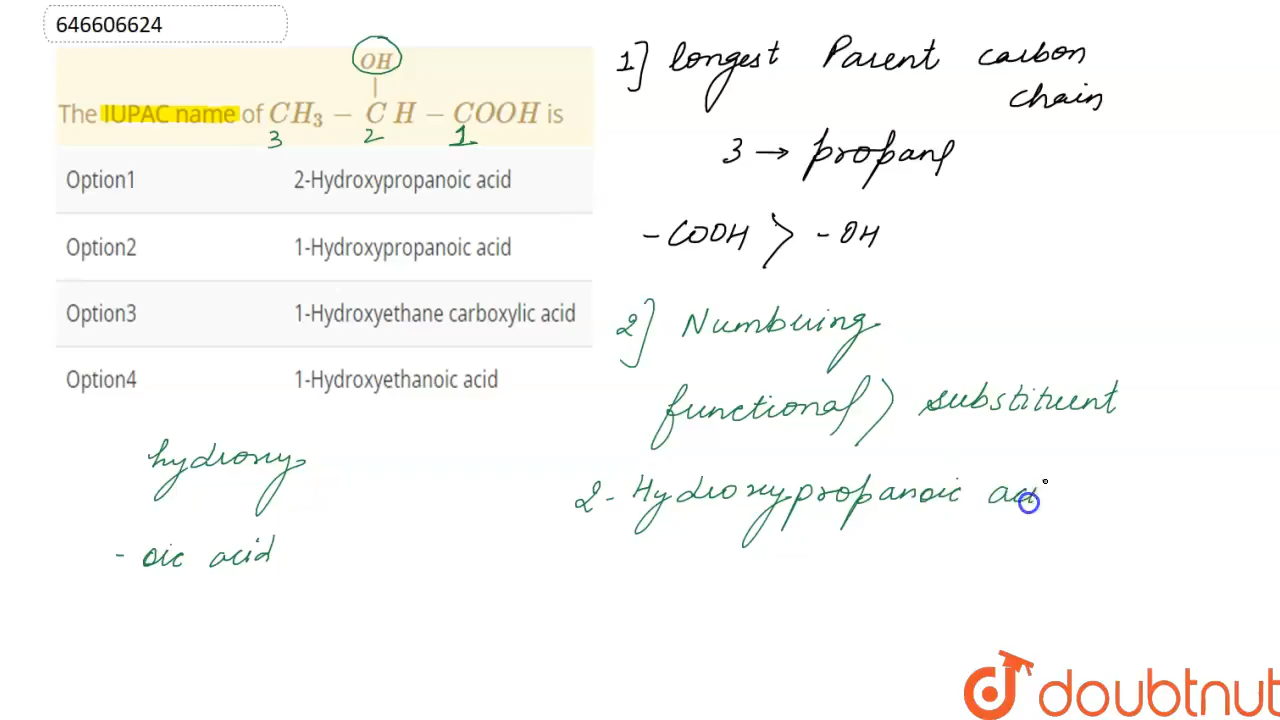 646606624
OH
|
The IUPAC name of CH3 − CH − COOH is
3 2 1
Option1 2-Hydroxypropanoic acid
Option2 1-Hydroxypropanoic acid
Option3 1-Hydroxyethane carboxylic acid
Option4 1-Hydroxyethanoic acid
hydroxy
- oic acid
1] longest Parent carbon
chain
3 → propane
- COOH > - OH
2] Numbering
functional > substituent
2- Hydroxypropanoic aci
doubtnut